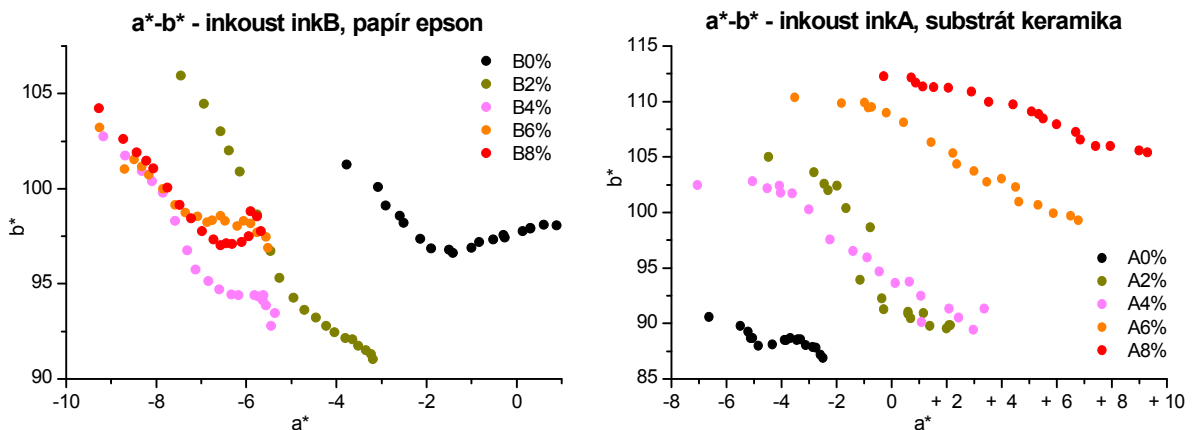 a*-b* - inkoust inkB, papír epson
b*
105
100
95
90
-10 -8 -6 -4 -2 0
a*
B0%
B2%
B4%
B6%
B8%
a*-b* - inkoust inkA, substrát keramika
b*
115
110
105
100
95
90
85
-8 -6 -4 -2 0 + 2 + 4 + 6 + 8 + 10
a*
A0%
A2%
A4%
A6%
A8%